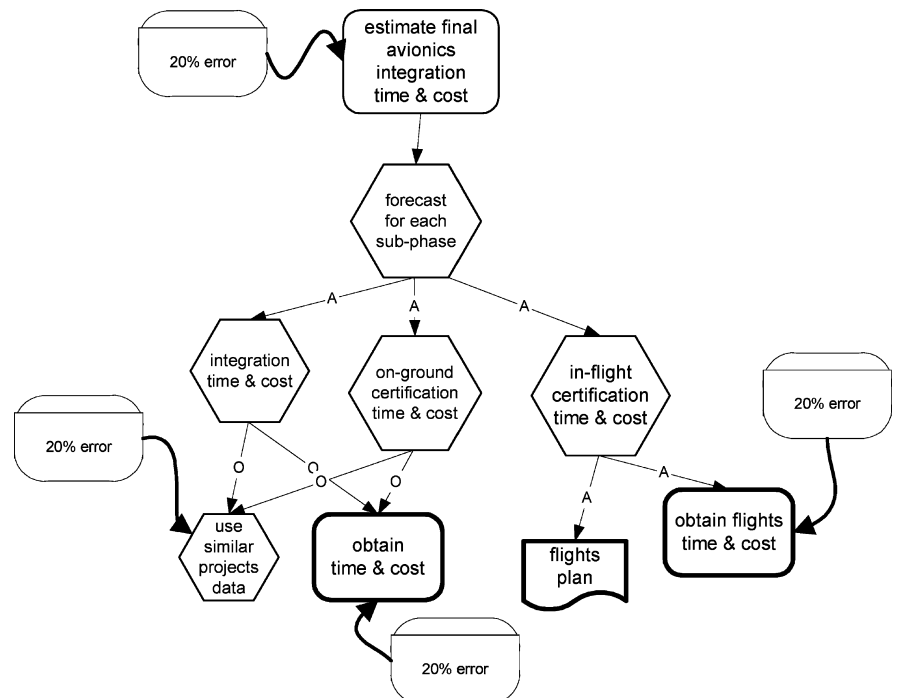 20% error
estimate final
avionics
integration
time & cost
forecast
for each
sub-phase
A
A
A
integration
time & cost
on-ground
certification
time & cost
in-flight
certification
time & cost
20% error
20% error
O
O
O
O
A
A
use
similar
projects
data
obtain
time & cost
flights
plan
obtain flights
time & cost
20% error